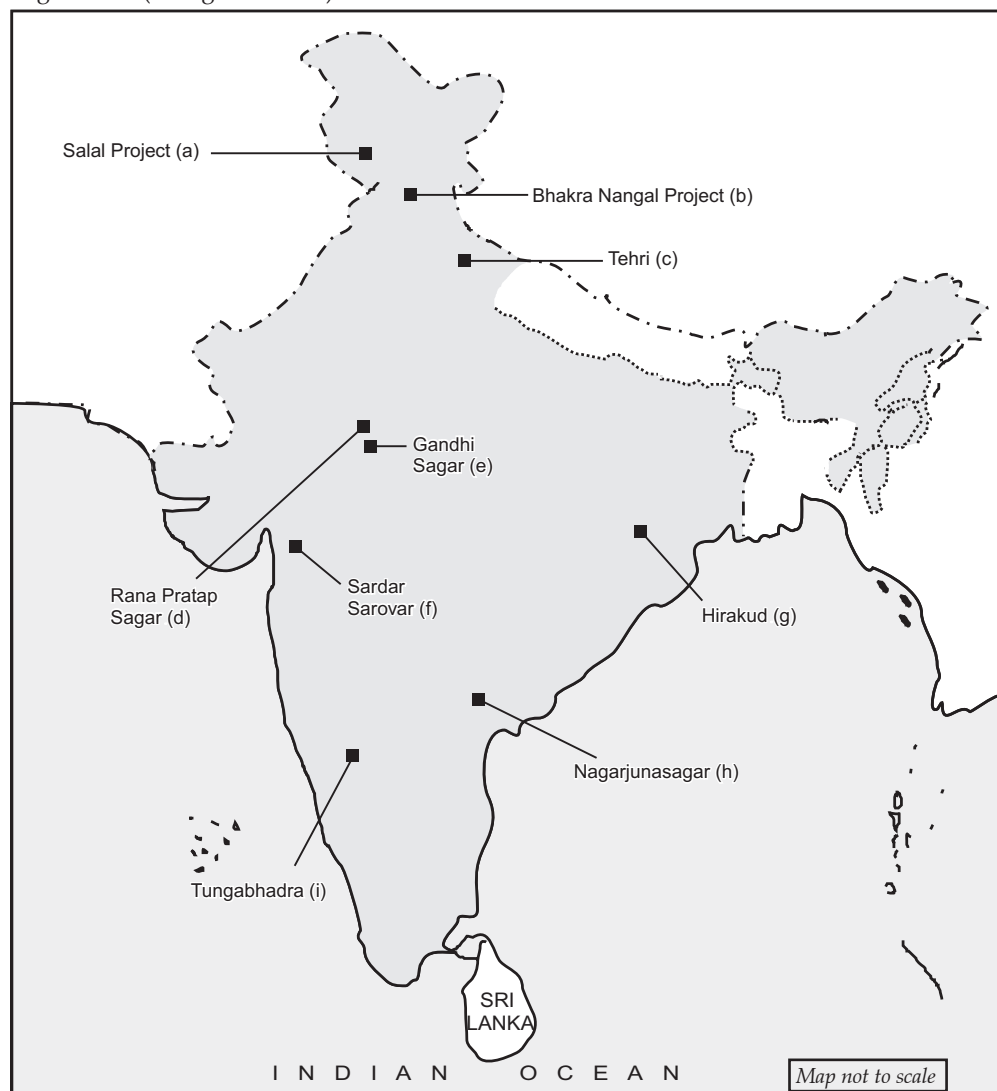 Salal Project (a)
Bhakra Nangal Project (b)
Tehri (c)
Gandhi
Sagar (e)
Rana Pratap
Sagar (d)
Sardar
Sarovar (f)
Hirakud (g)
Nagarjunasagar (h)
Tungabhadra (i)
SRI
LANKA
INDIAN OCEAN
Map not to scale